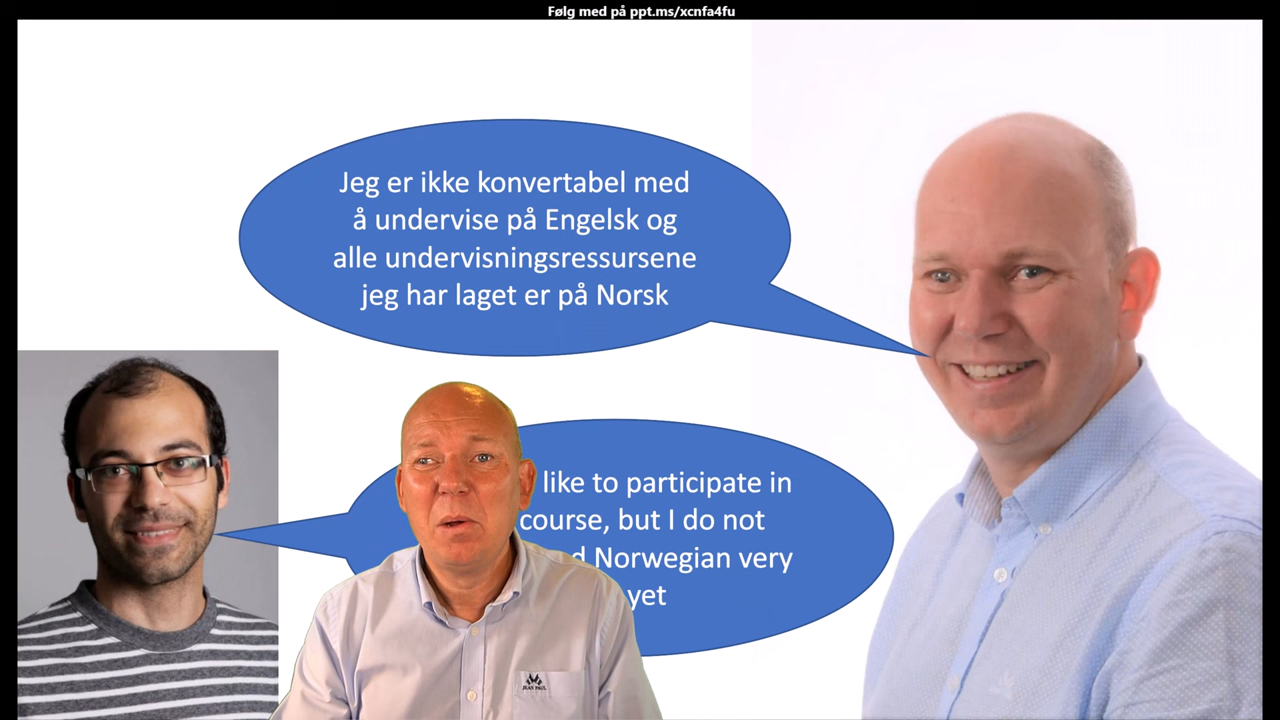 Følg med på ppt.ms/xcnfa4fu
Jeg er ikke konvertabel med
å undervise på Engelsk og
alle undervisningsressursene
jeg har laget er på Norsk
like to participate in
course, but I do not
Norwegian very
yet
JEAN PAUL